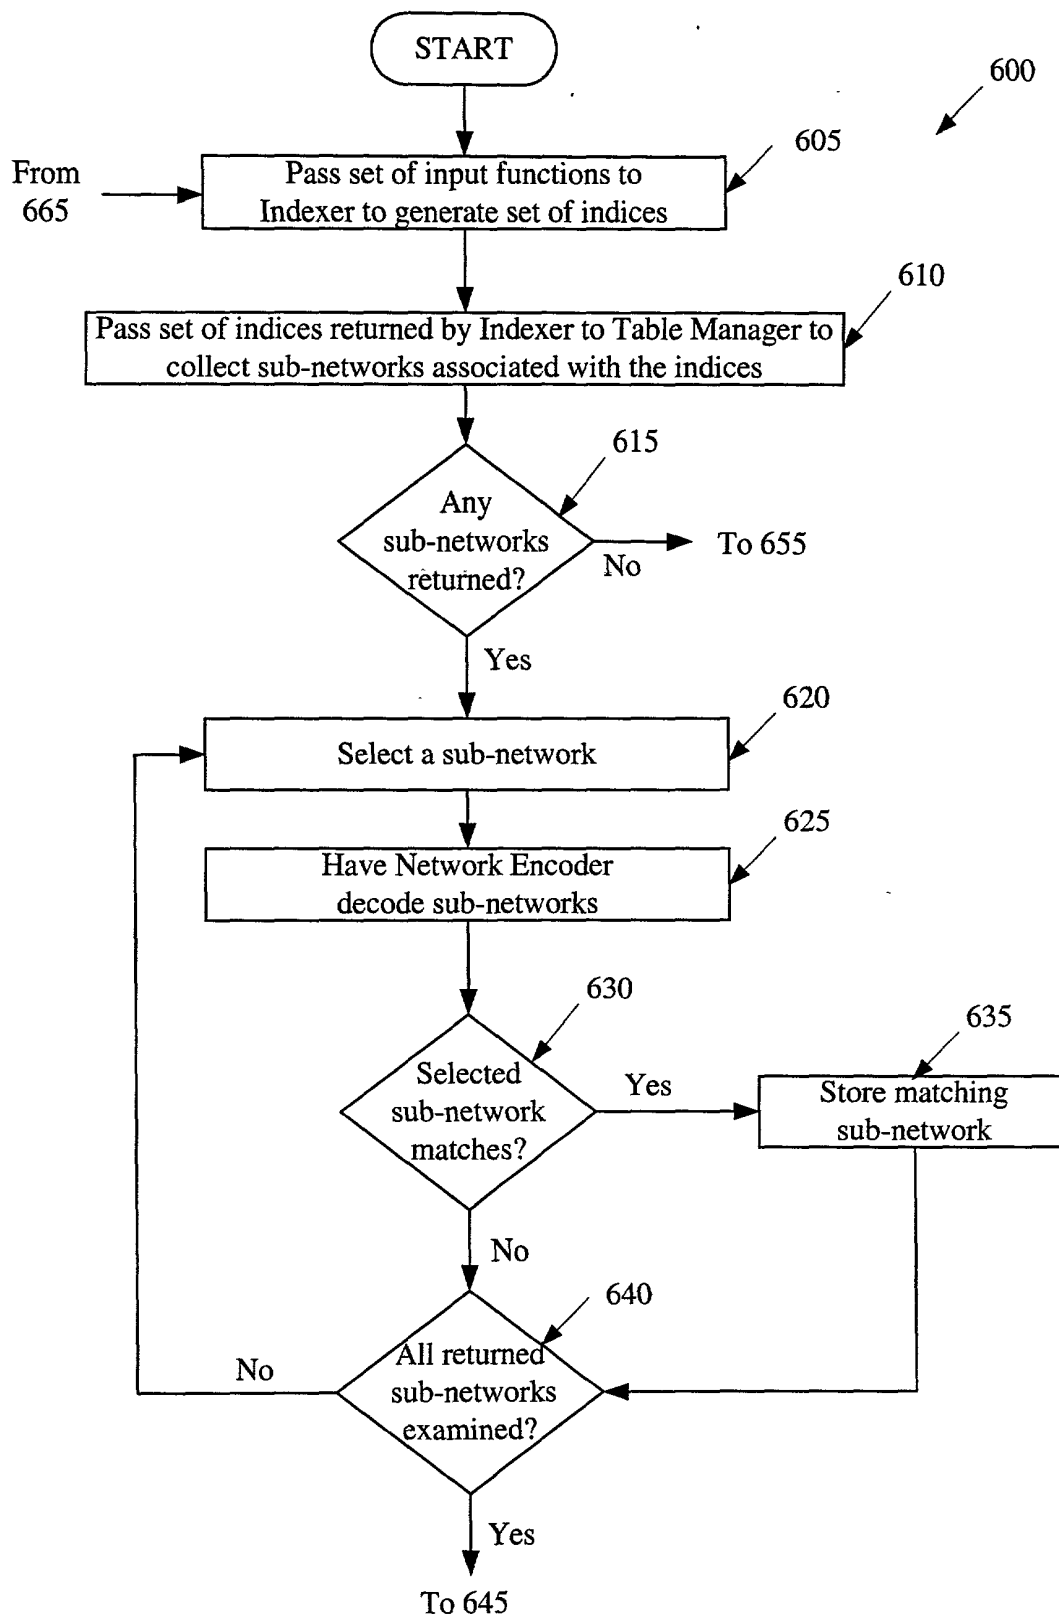 START
600
605
From
665
Pass set of input functions to
Indexer to generate set of indices
610
Pass set of indices returned by Indexer to Table Manager to
collect sub-networks associated with the indices
615
Any
sub-networks
returned?
No
To 655
Yes
620
Select a sub-network
625
Have Network Encoder
decode sub-networks
630
Selected
sub-network
matches?
Yes
635
Store matching
sub-network
No
640
All returned
sub-networks
examined?
No
Yes
To 645